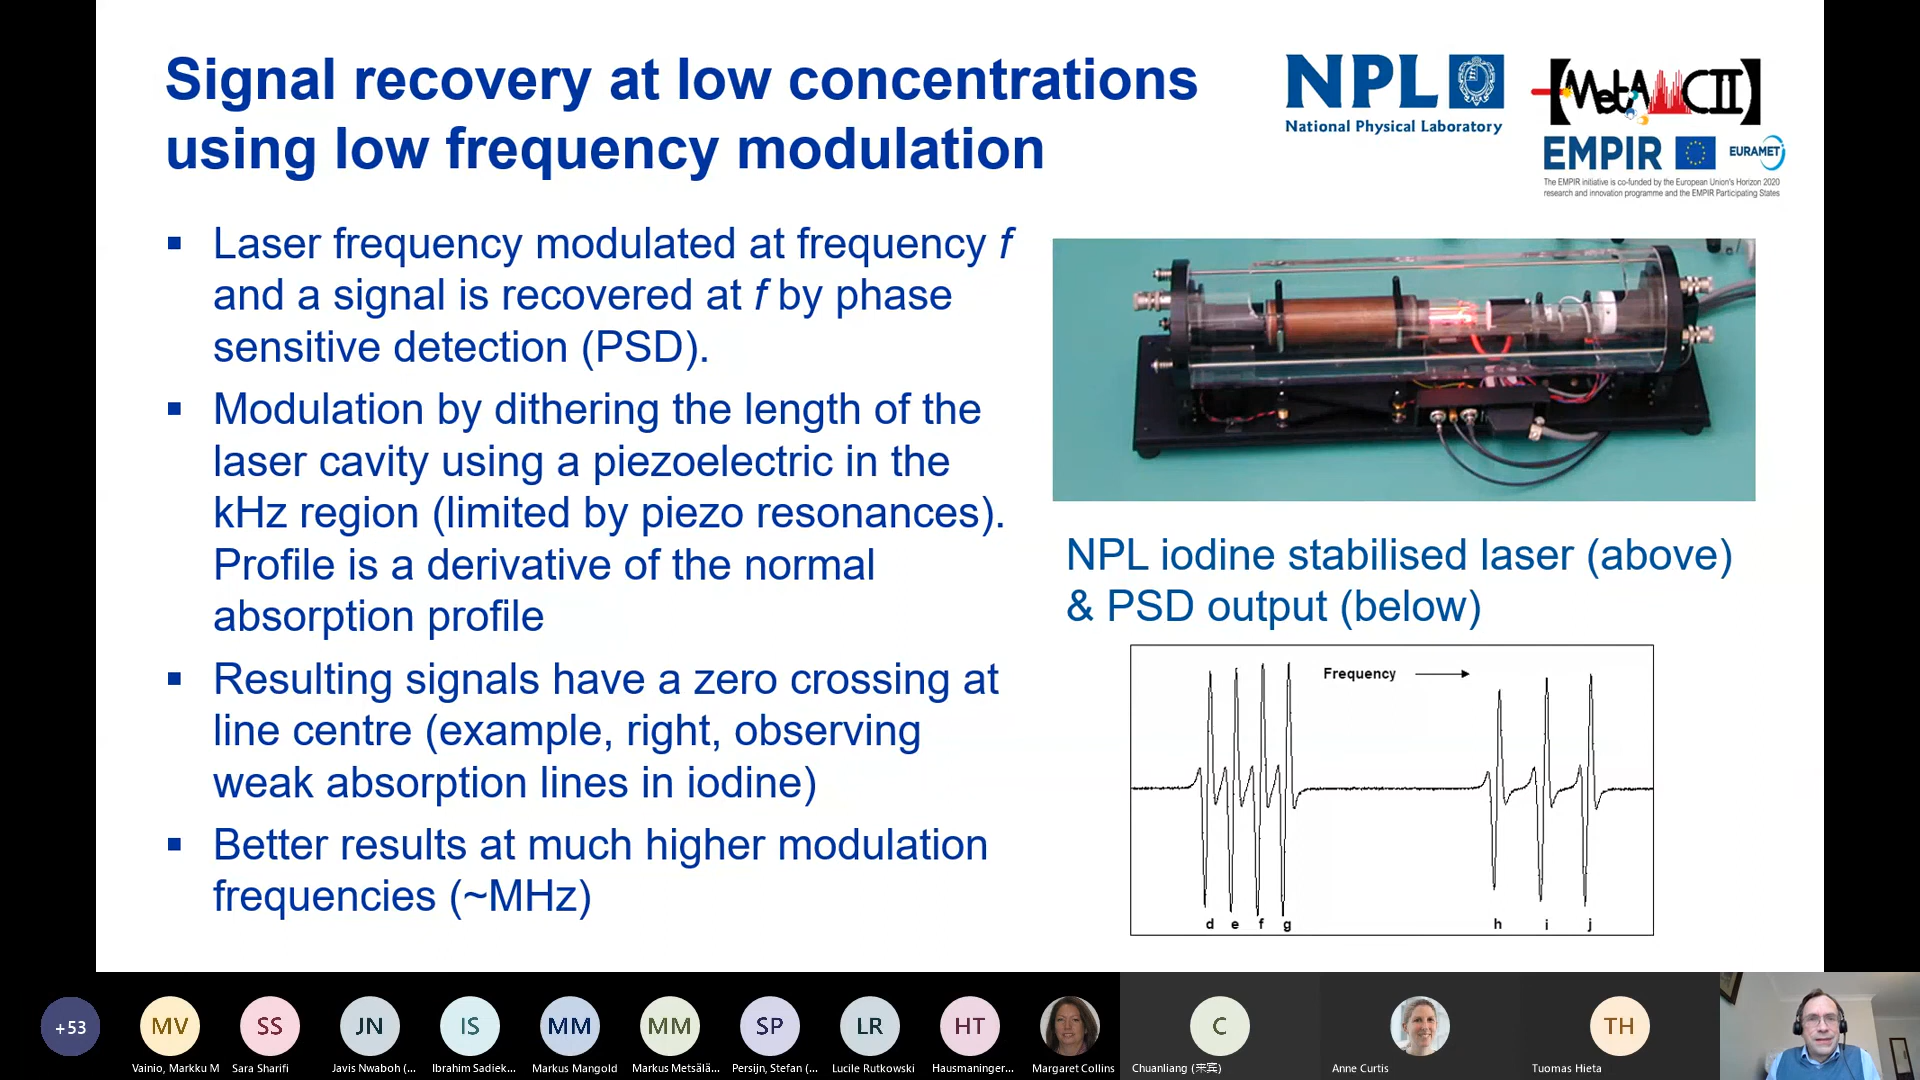 Signal recovery at low concentrations
using low frequency modulation
NPL
National Physical Laboratory
[MetAMCII]
EMPIR
EURAMET
The EMPIR initiative is co-funded by the European Union's Horizon 2020
research and innovation programme and the EMPIR Participating States
▪ Laser frequency modulated at frequency f
and a signal is recovered at f by phase
sensitive detection (PSD).
▪ Modulation by dithering the length of the
laser cavity using a piezoelectric in the
kHz region (limited by piezo resonances).
Profile is a derivative of the normal
absorption profile
▪ Resulting signals have a zero crossing at
line centre (example, right, observing
weak absorption lines in iodine)
▪ Better results at much higher modulation
frequencies (~MHz)
NPL iodine stabilised laser (above)
& PSD output (below)
Frequency
d e f g h i j
+53
MV
SS
JN
IS
MM
MM
SP
LR
HT
C
TH
Vainio, Markku M
Sara Sharifi
Javis Nwaboh (...
Ibrahim Sadiek...
Markus Mangold
Markus Metsälä...
Persijn, Stefan (...
Lucile Rutkowski
Hausmaninger...
Margaret Collins
Chuanliang (来宾)
Anne Curtis
Tuomas Hieta